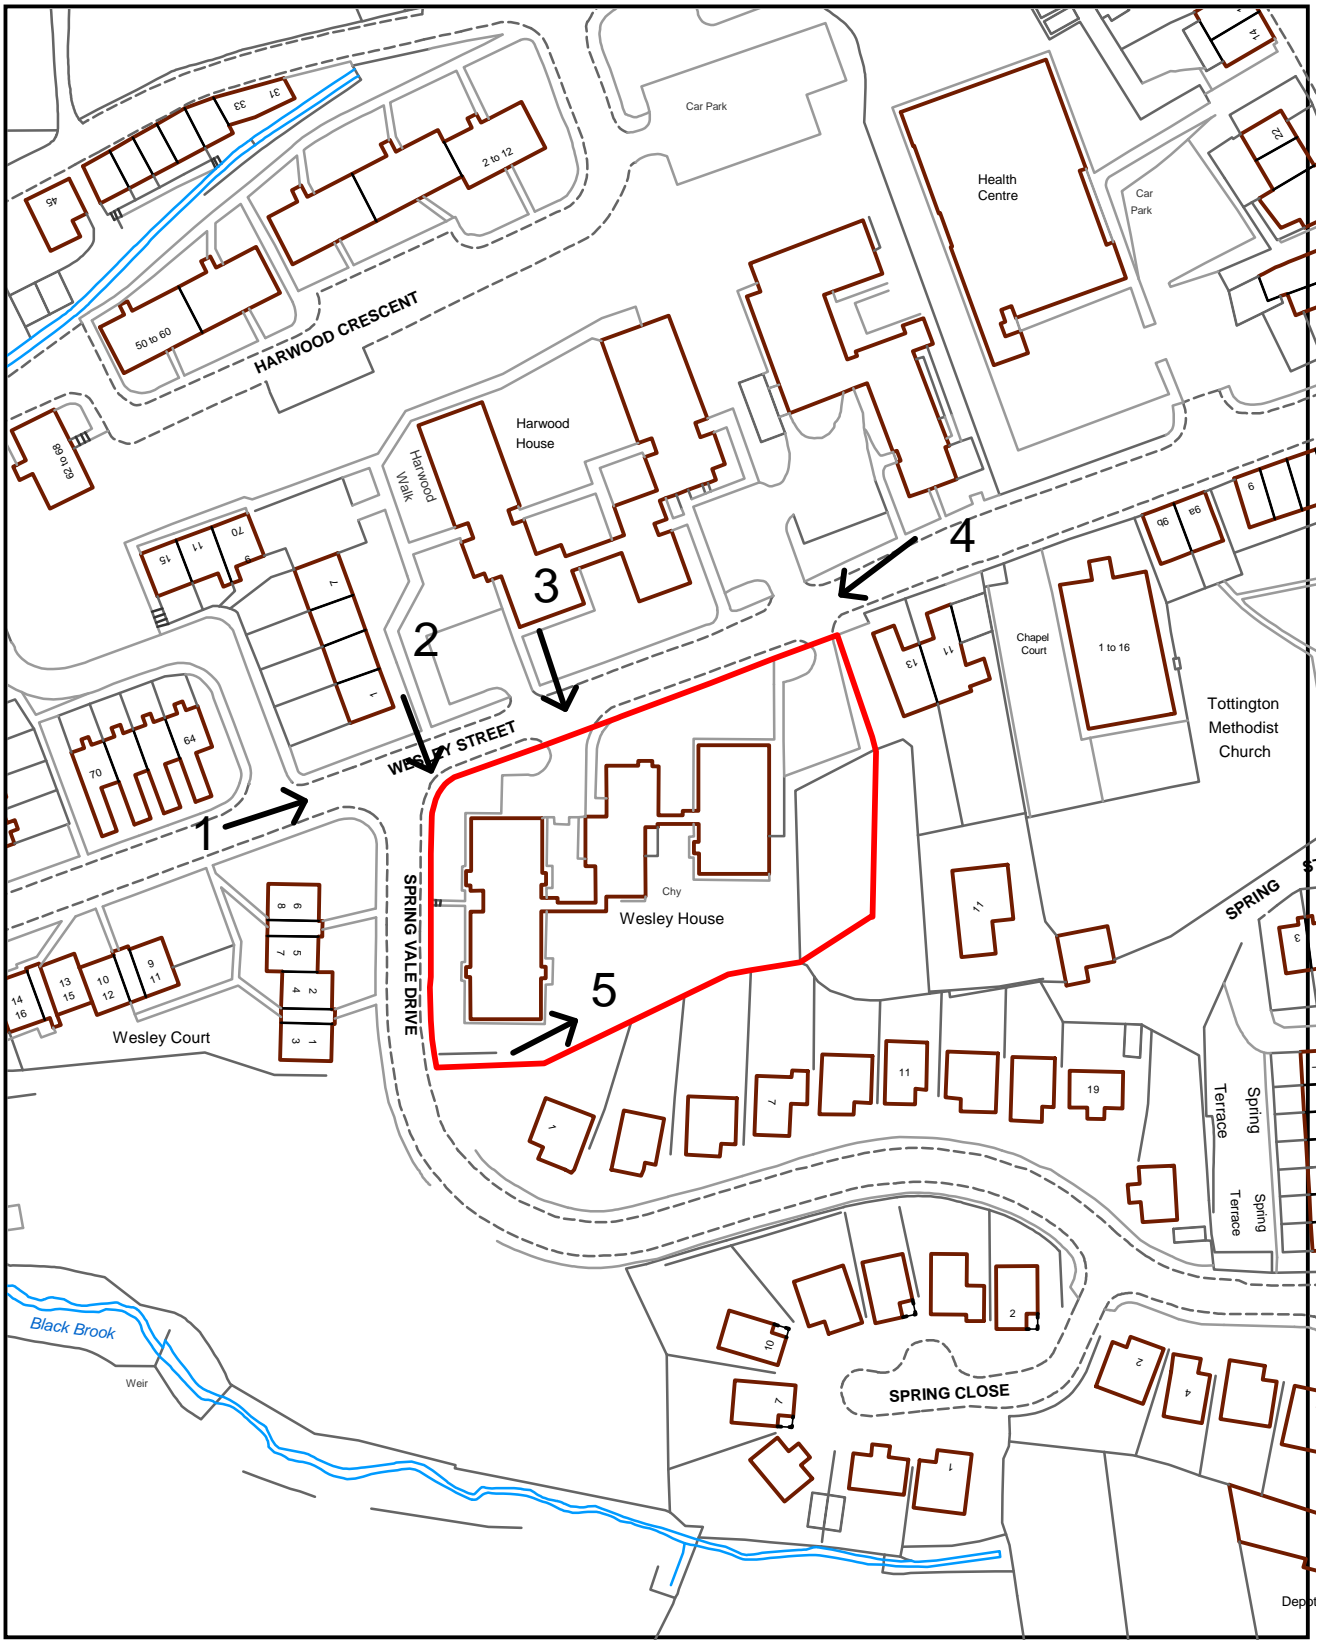 14
31
33
Car Park
22
2 to 12
Health
Centre
Car
Park
45
50 to 60
HARWOOD CRESCENT
62 to 68
Harwood
House
Harwood
Walk
9
9a
9b
70
11
15
9
4
3
7
2
1
Chapel
Court
1 to 16
11
13
Tottington
Methodist
Church
64
70
WESLEY STREET
1
SPRING VALE DRIVE
Chy
Wesley House
11
SPRING
ST
3
8 6
7 5
4 2
3 1
9
11
10
12
13
15
14
16
Wesley Court
5
1
7
11
19
Spring
Terrace
Spring
Terrace
Black Brook
Weir
10
2
7
SPRING CLOSE
1
2
4
Depot